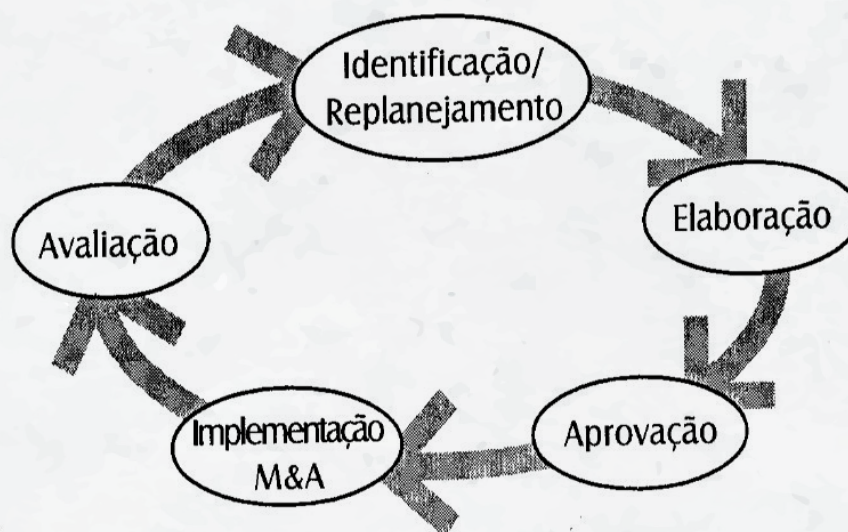 Identificação/
Replanejamento
Elaboração
Aprovação
Implementação
M&A
Avaliação